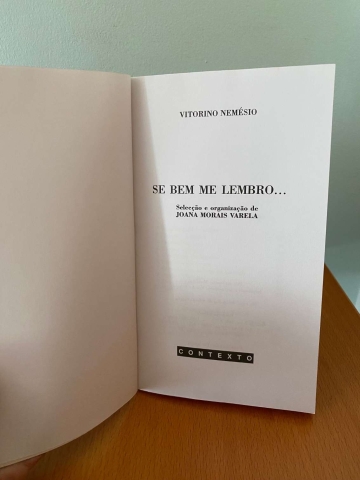 VITORINO NEMÉSIO
SE BEM ME LEMBRO...
Selecção e organização de
JOANA MORAIS VARELA
CONTEXTO